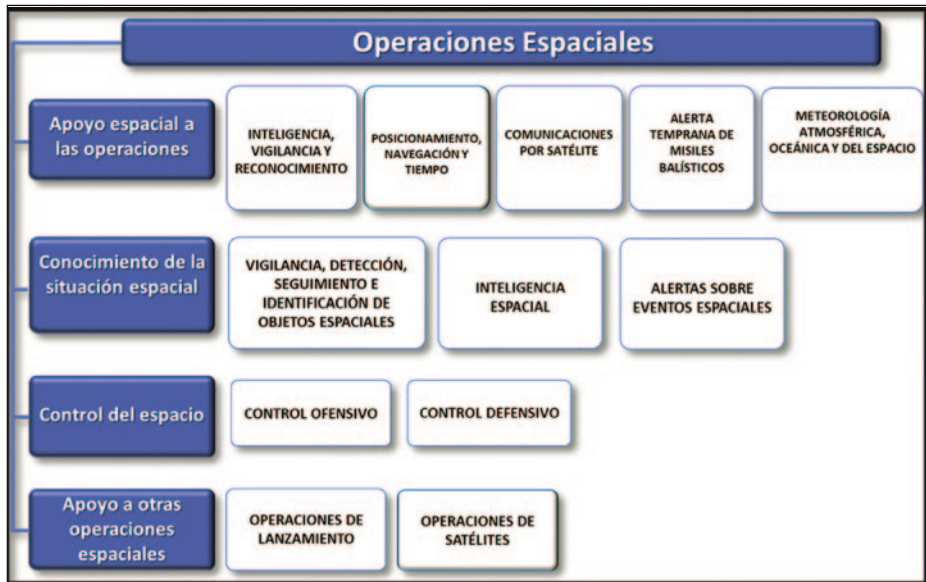 Operaciones Espaciales
Apoyo espacial a
las operaciones
INTELIGENCIA,
VIGILANCIA Y
RECONOCIMIENTO
POSICIONAMIENTO,
NAVEGACIÓN Y
TIEMPO
COMUNICACIONES
POR SATÉLITE
ALERTA
TEMPRANA DE
MISILES
BALÍSTICOS
METEOROLOGÍA
ATMOSFÉRICA,
OCEÁNICA Y DEL ESPACIO
Conocimiento de la
situación espacial
VIGILANCIA, DETECCIÓN,
SEGUIMIENTO E
IDENTIFICACIÓN DE
OBJETOS ESPACIALES
INTELIGENCIA
ESPACIAL
ALERTAS SOBRE
EVENTOS ESPACIALES
Control del espacio
CONTROL OFENSIVO
CONTROL DEFENSIVO
Apoyo a otras
operaciones
espaciales
OPERACIONES DE
LANZAMIENTO
OPERACIONES DE
SATÉLITES